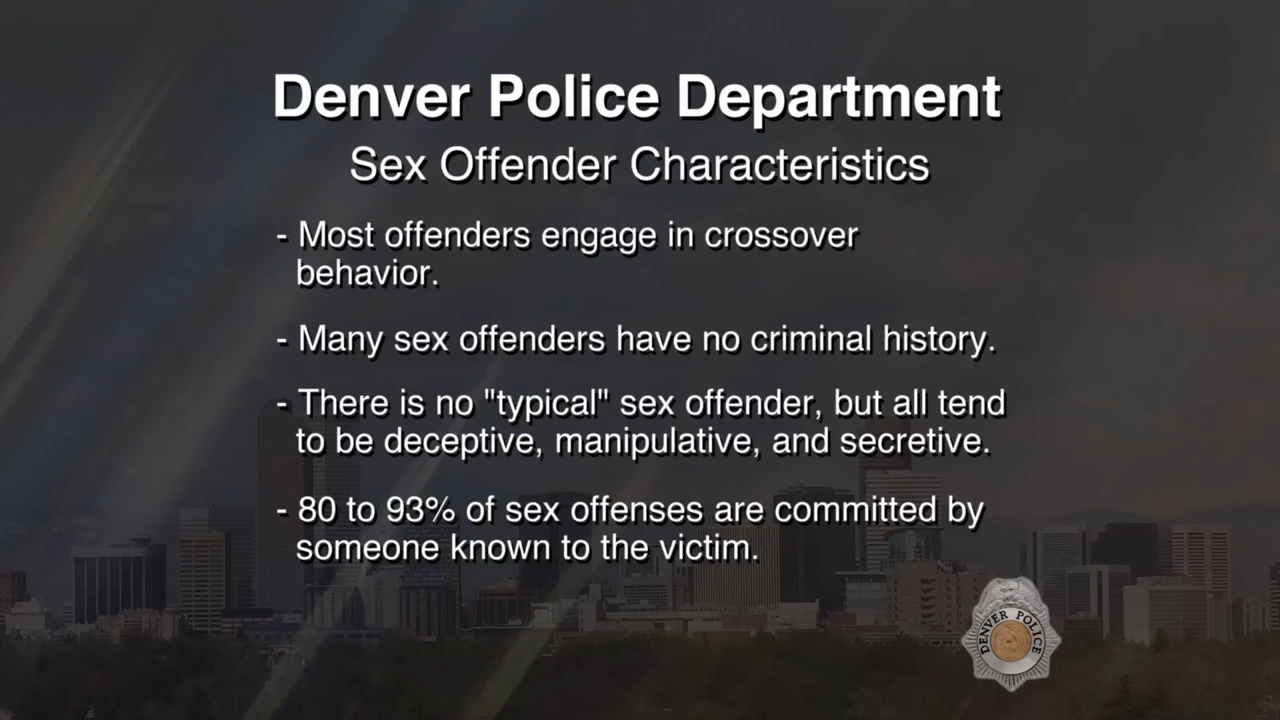 Denver Police Department
Sex Offender Characteristics
- Most offenders engage in crossover
behavior.
- Many sex offenders have no criminal history.
- There is no "typical" sex offender, but all tend
to be deceptive, manipulative, and secretive.
- 80 to 93% of sex offenses are committed by
someone known to the victim.
DENVER POLICE